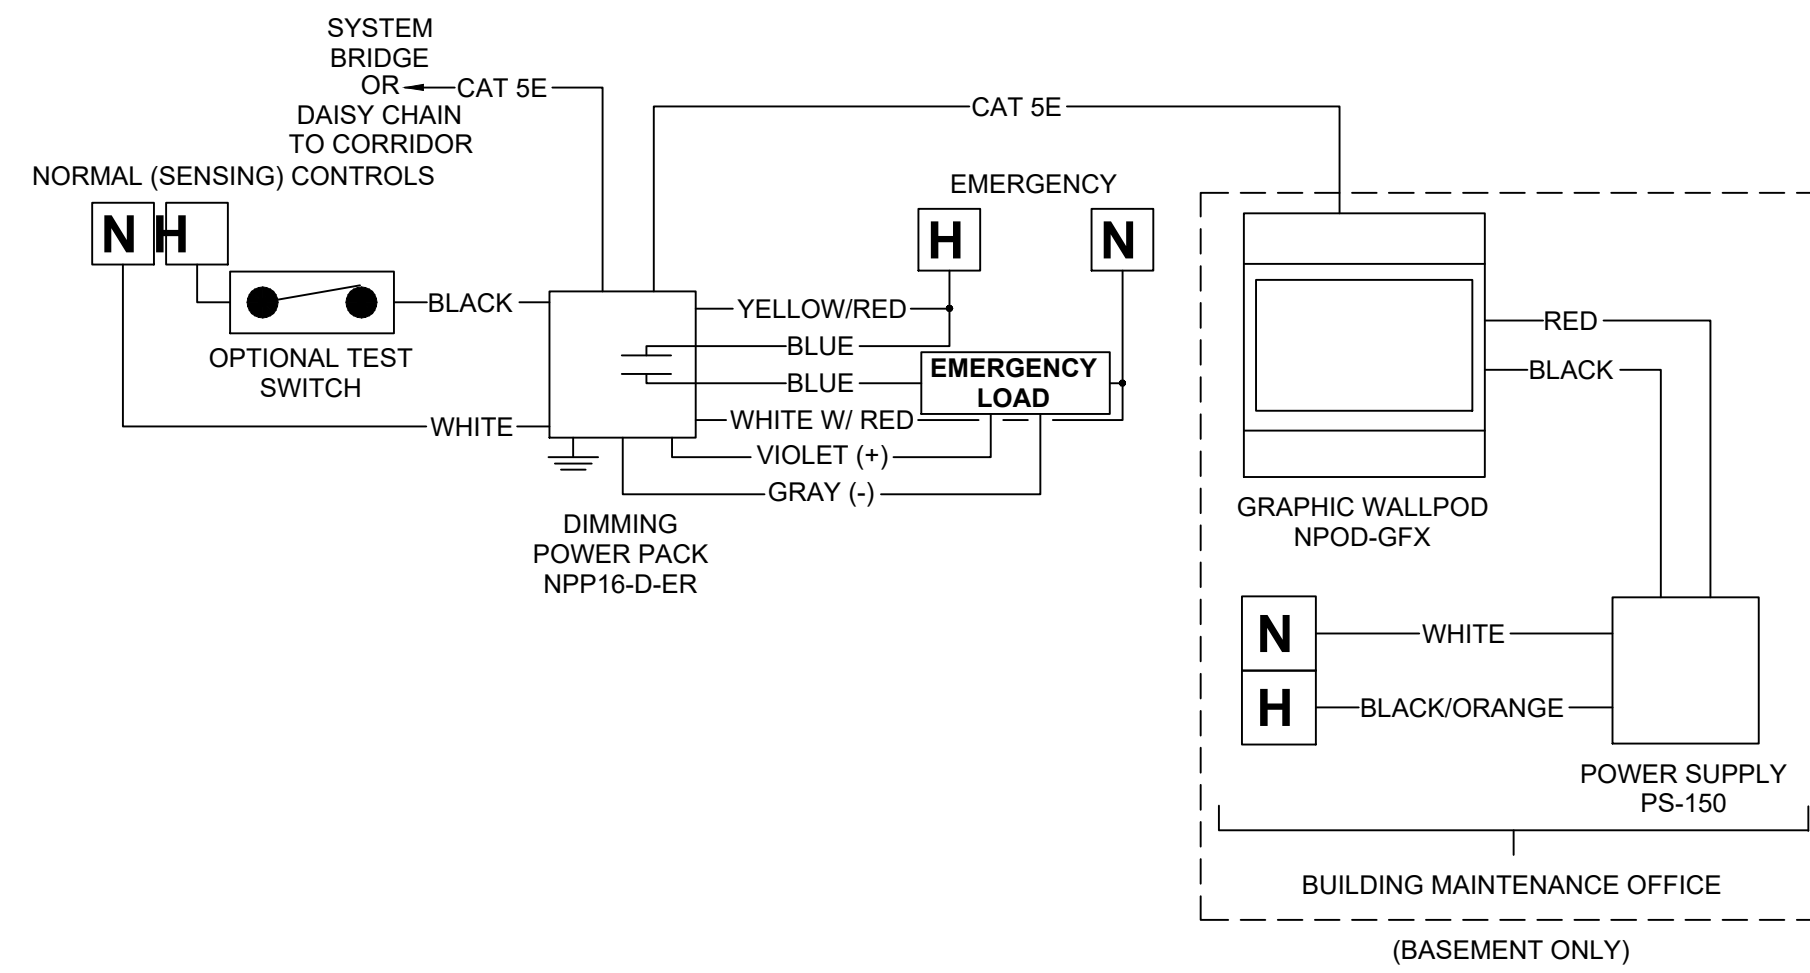 SYSTEM
BRIDGE
OR
CAT 5E
DAISY CHAIN
TO CORRIDOR
CAT 5E
NORMAL (SENSING) CONTROLS
N H
EMERGENCY
H N
BLACK
OPTIONAL TEST
SWITCH
WHITE
YELLOW/RED
BLUE
BLUE
EMERGENCY
LOAD
WHITE W/ RED
VIOLET (+)
GRAY (-)
DIMMING
POWER PACK
NPP16-D-ER
RED
BLACK
GRAPHIC WALLPOD
NPOD-GFX
N
WHITE
H
BLACK/ORANGE
POWER SUPPLY
PS-150
BUILDING MAINTENANCE OFFICE
(BASEMENT ONLY)